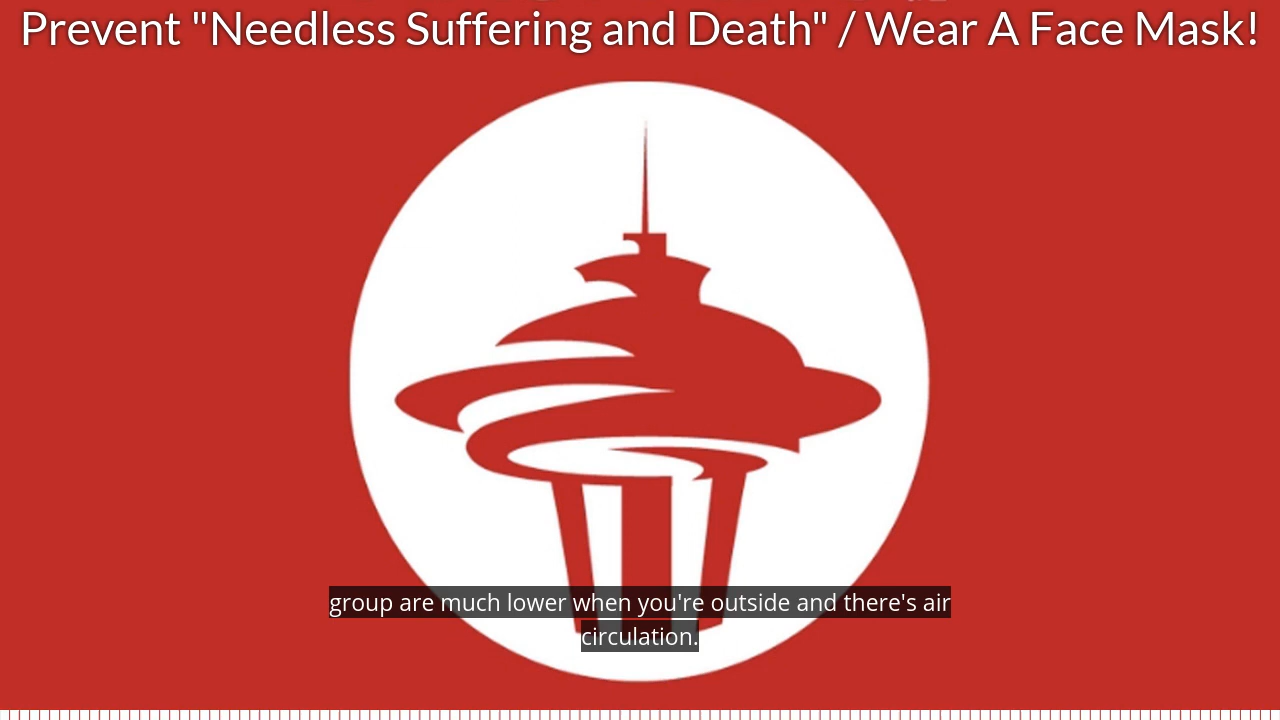 Prevent "Needless Suffering and Death" / Wear A Face Mask!
group are much lower when you're outside and there's air
circulation.